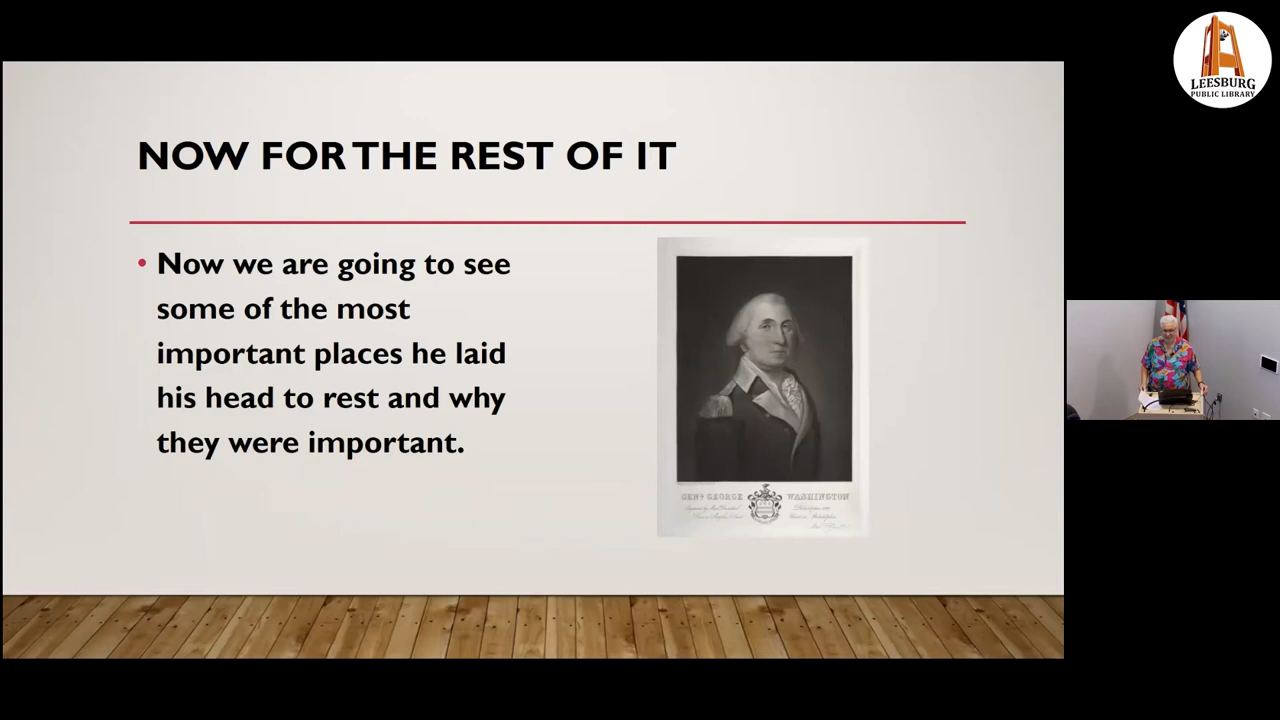 LEESBURG
PUBLIC LIBRARY
NOW FOR THE REST OF IT
• Now we are going to see
some of the most
important places he laid
his head to rest and why
they were important.
GENL GEORGE WASHINGTON